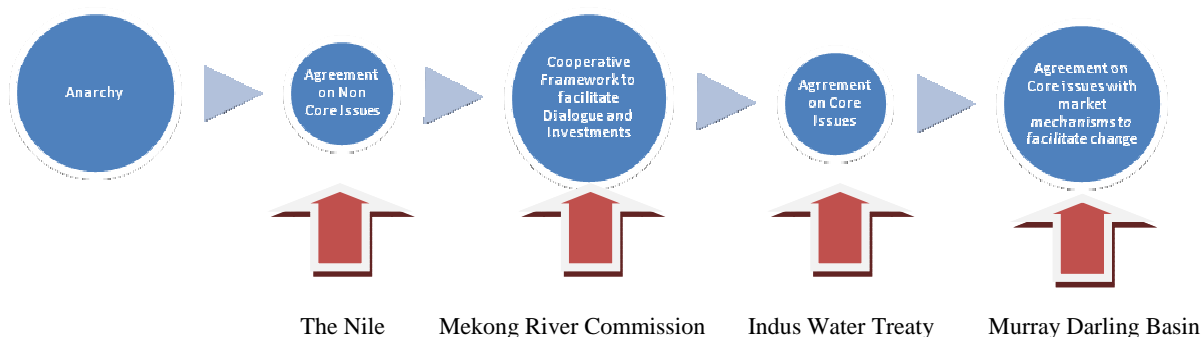 Anarchy
Agreement
on Non
Core Issues
Cooperative
Framework to
facilitate
Dialogue and
Investments
Agrrement
on Core
Issues
Agreement on
Core issues with
market
mechanisms to
facilitate change
The Nile
Mekong River Commission
Indus Water Treaty
Murray Darling Basin